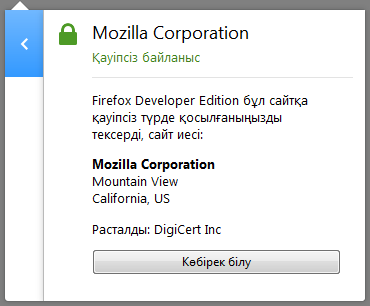 Mozilla Corporation
Қауіпсіз байланыс
Firefox Developer Edition бұл сайтқа
қауіпсіз түрде қосылғаныңызды
тексерді, сайт иесі:
Mozilla Corporation
Mountain View
California, US
Расталды: DigiCert Inc
Көбірек білу